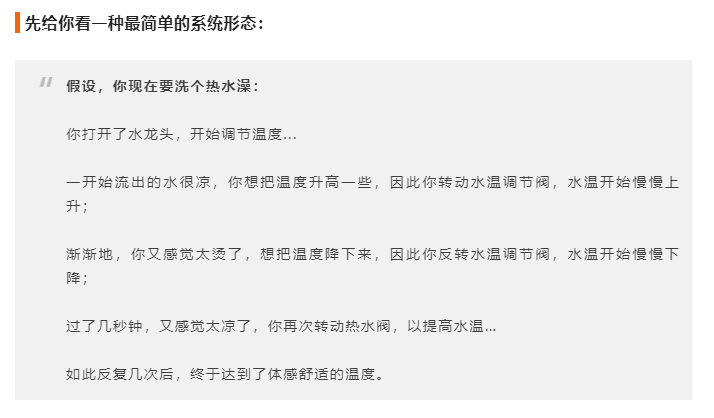 先给你看一种最简单的系统形态：
假设，你现在要洗个热水澡：
你打开了水龙头，开始调节温度...
一开始流出的水很凉，你想把温度升高一些，因此你转动水温调节阀，水温开始慢慢上
升；
渐渐地，你又感觉太烫了，想把温度降下来，因此你反转水温调节阀，水温开始慢慢下
降；
过了几秒钟，又感觉太凉了，你再次转动热水阀，以提高水温...
如此反复几次后，终于达到了体感舒适的温度。